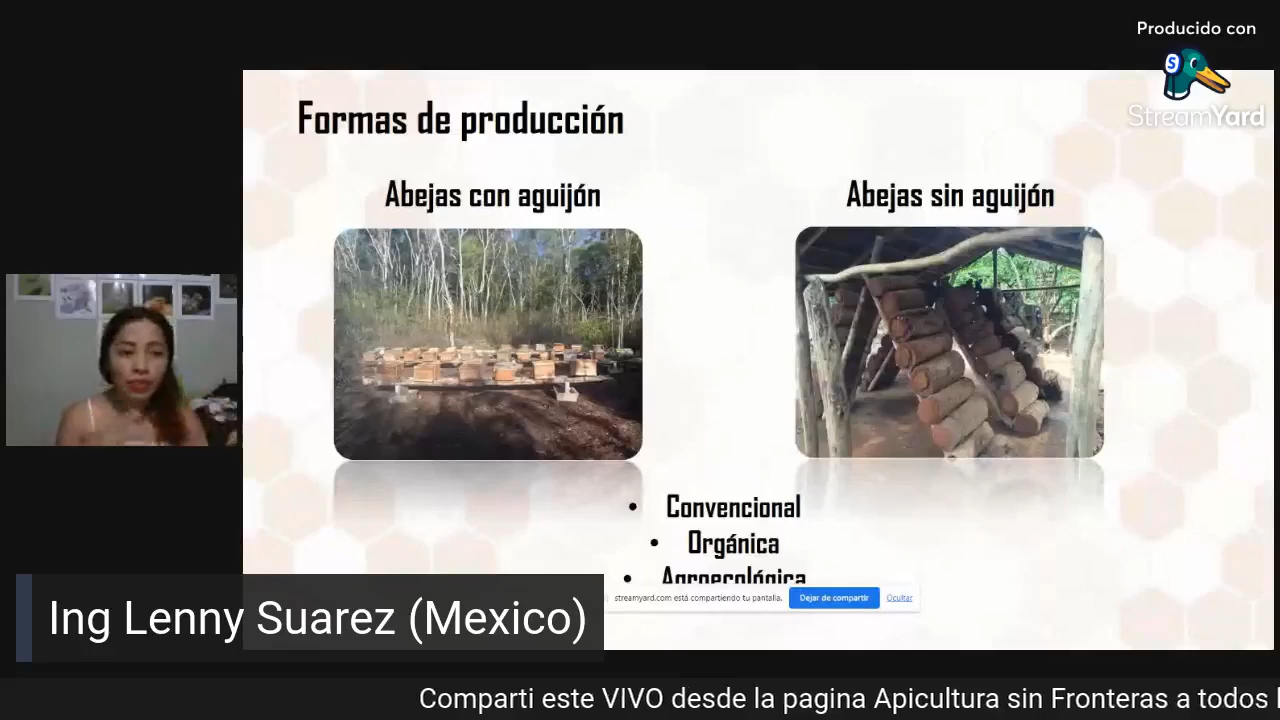 Producido con
StreamYard
Formas de producción
Abejas con aguijón
Abejas sin aguijón
• Convencional
• Orgánica
• Agroecológica
streamyard.com está compartiendo tu pantalla.
Dejar de compartir
Ocultar
Ing Lenny Suarez (Mexico)
Comparti este VIVO desde la pagina Apicultura sin Fronteras a todos